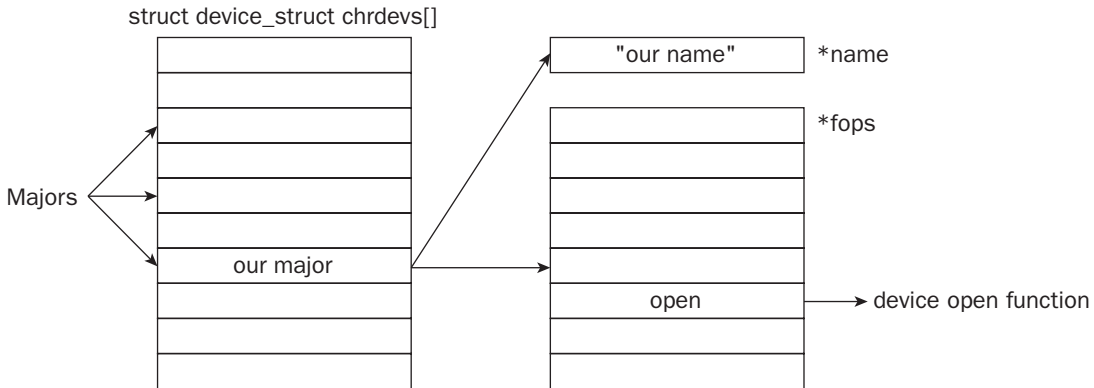 struct device_struct chrdevs[]
"our name"
*name
*fops
Majors
our major
open
device open function